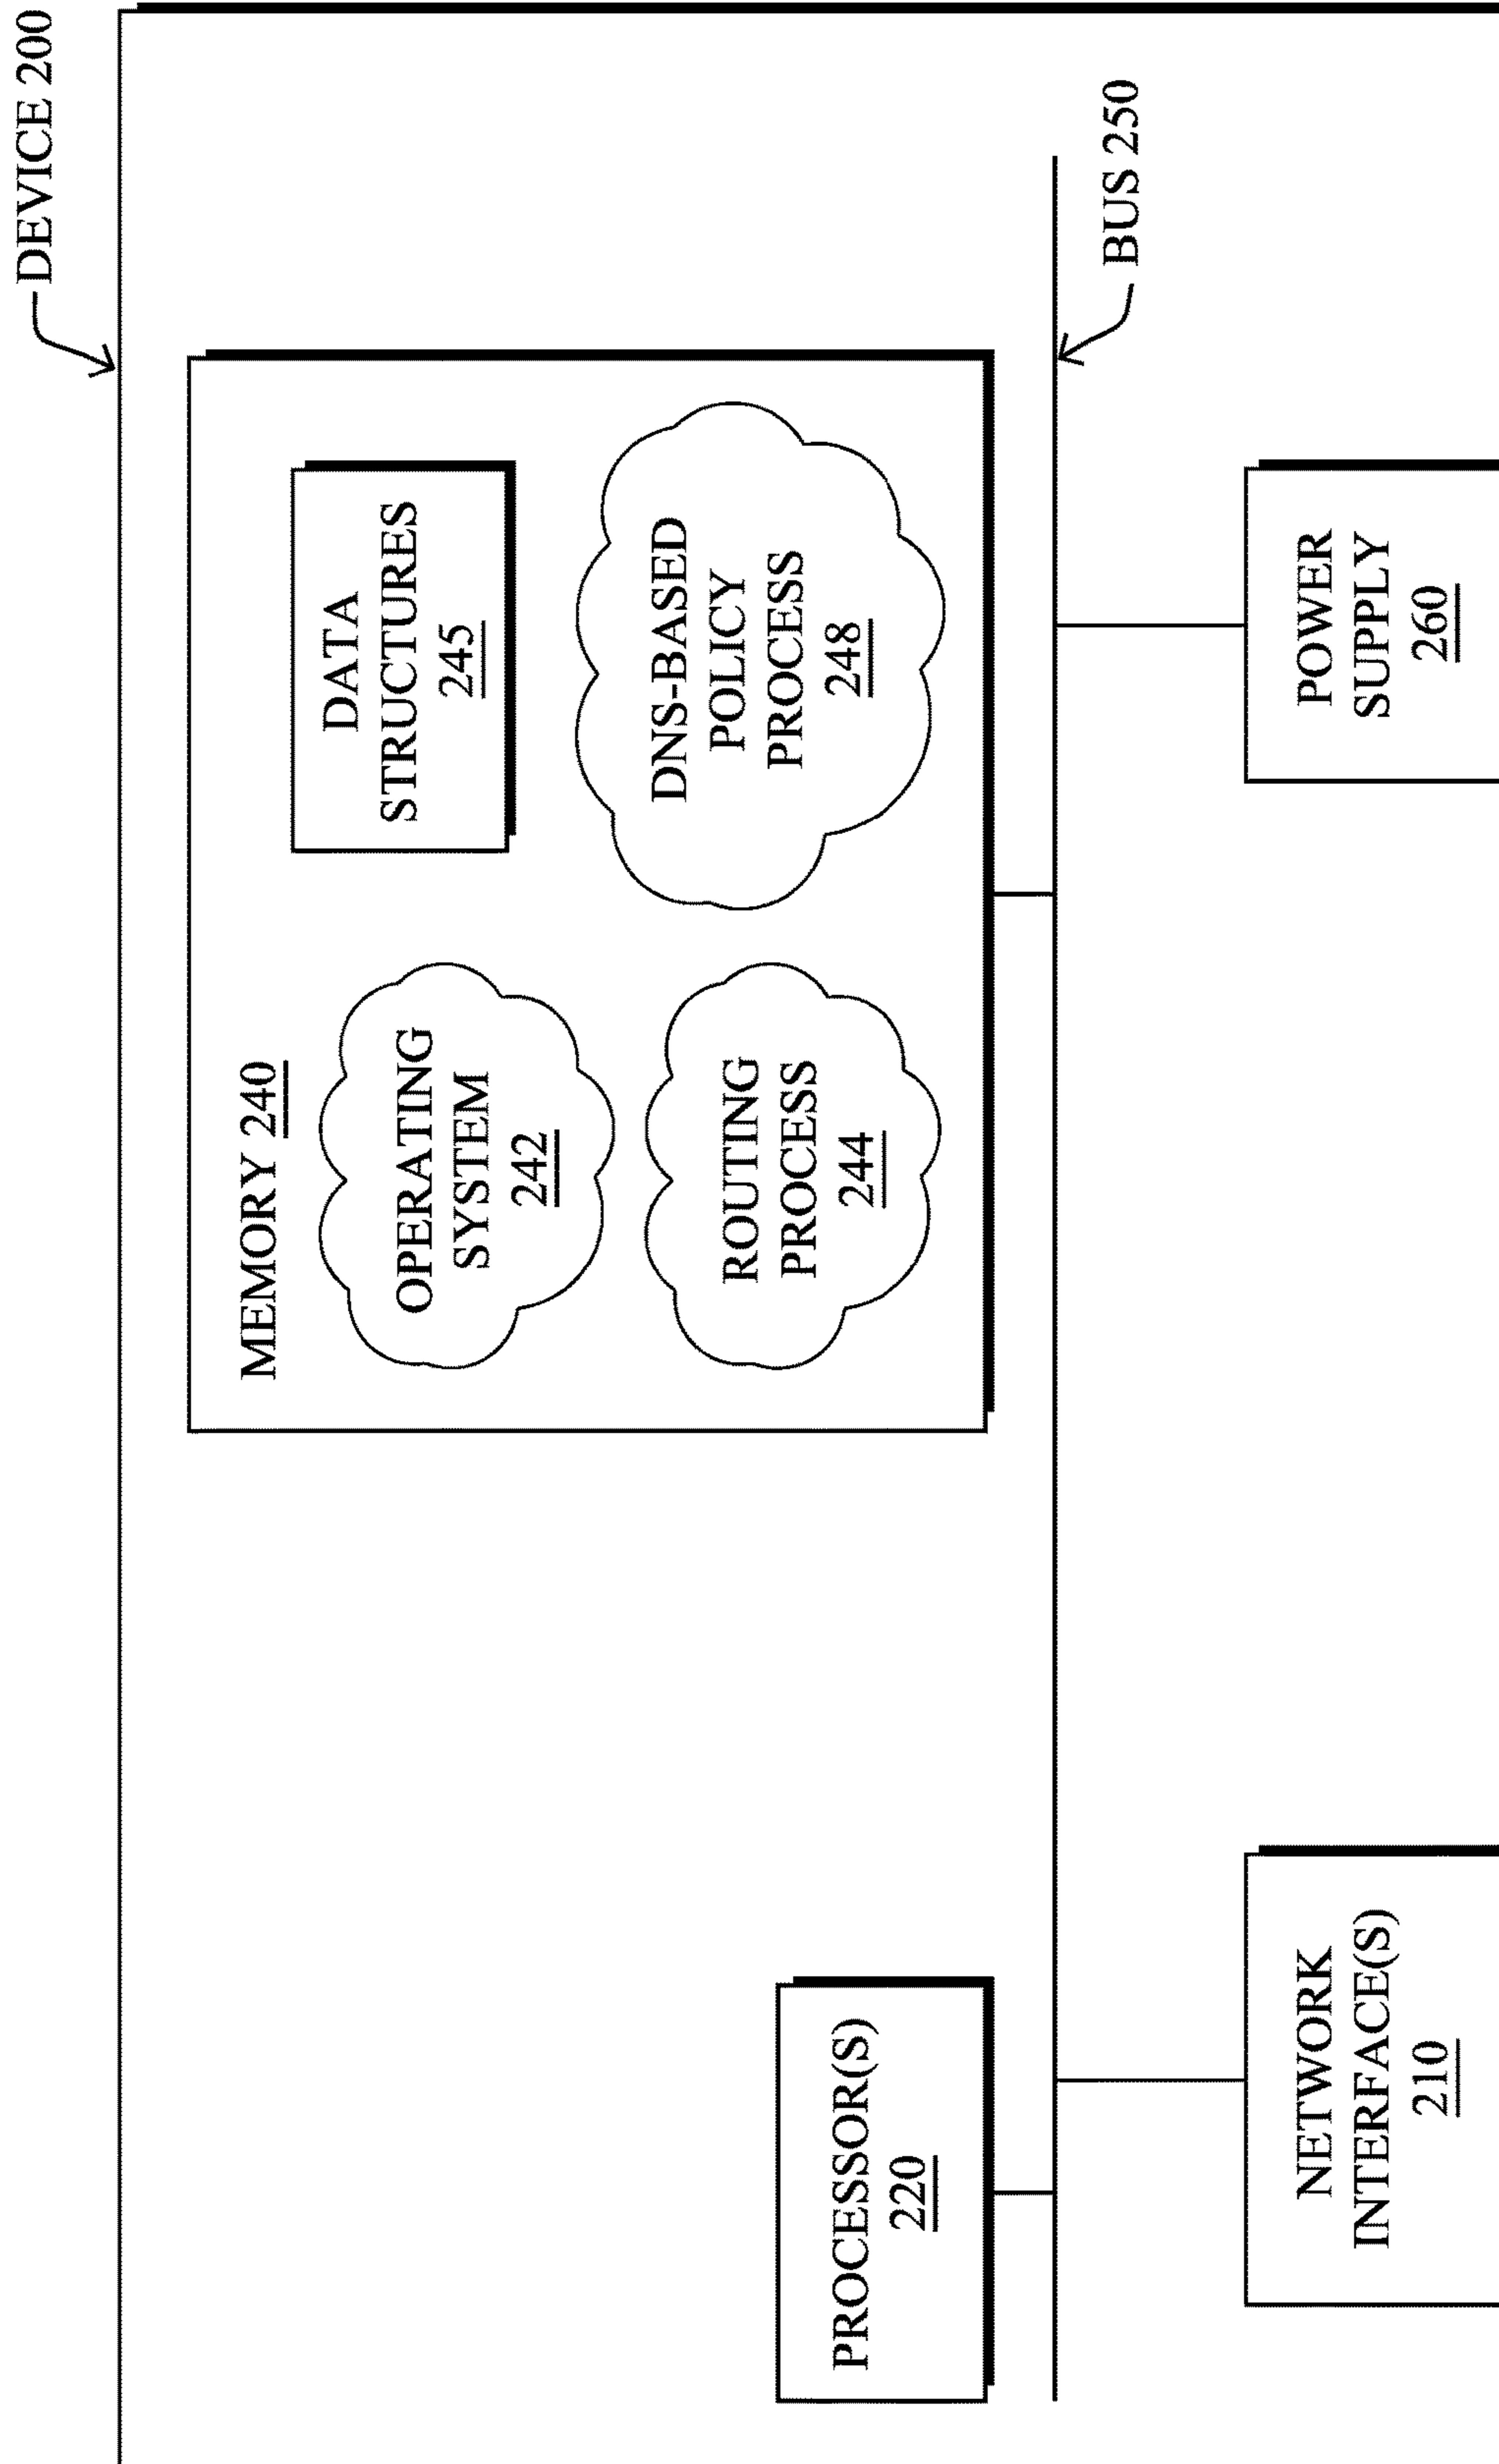 DEVICE 200
MEMORY 240
OPERATING
SYSTEM
242
DATA
STRUCTURES
245
ROUTING
PROCESS
244
DNS-BASED
POLICY
PROCESS
248
PROCESSOR(S)
220
BUS 250
NETWORK
INTERFACE(S)
210
POWER
SUPPLY
260